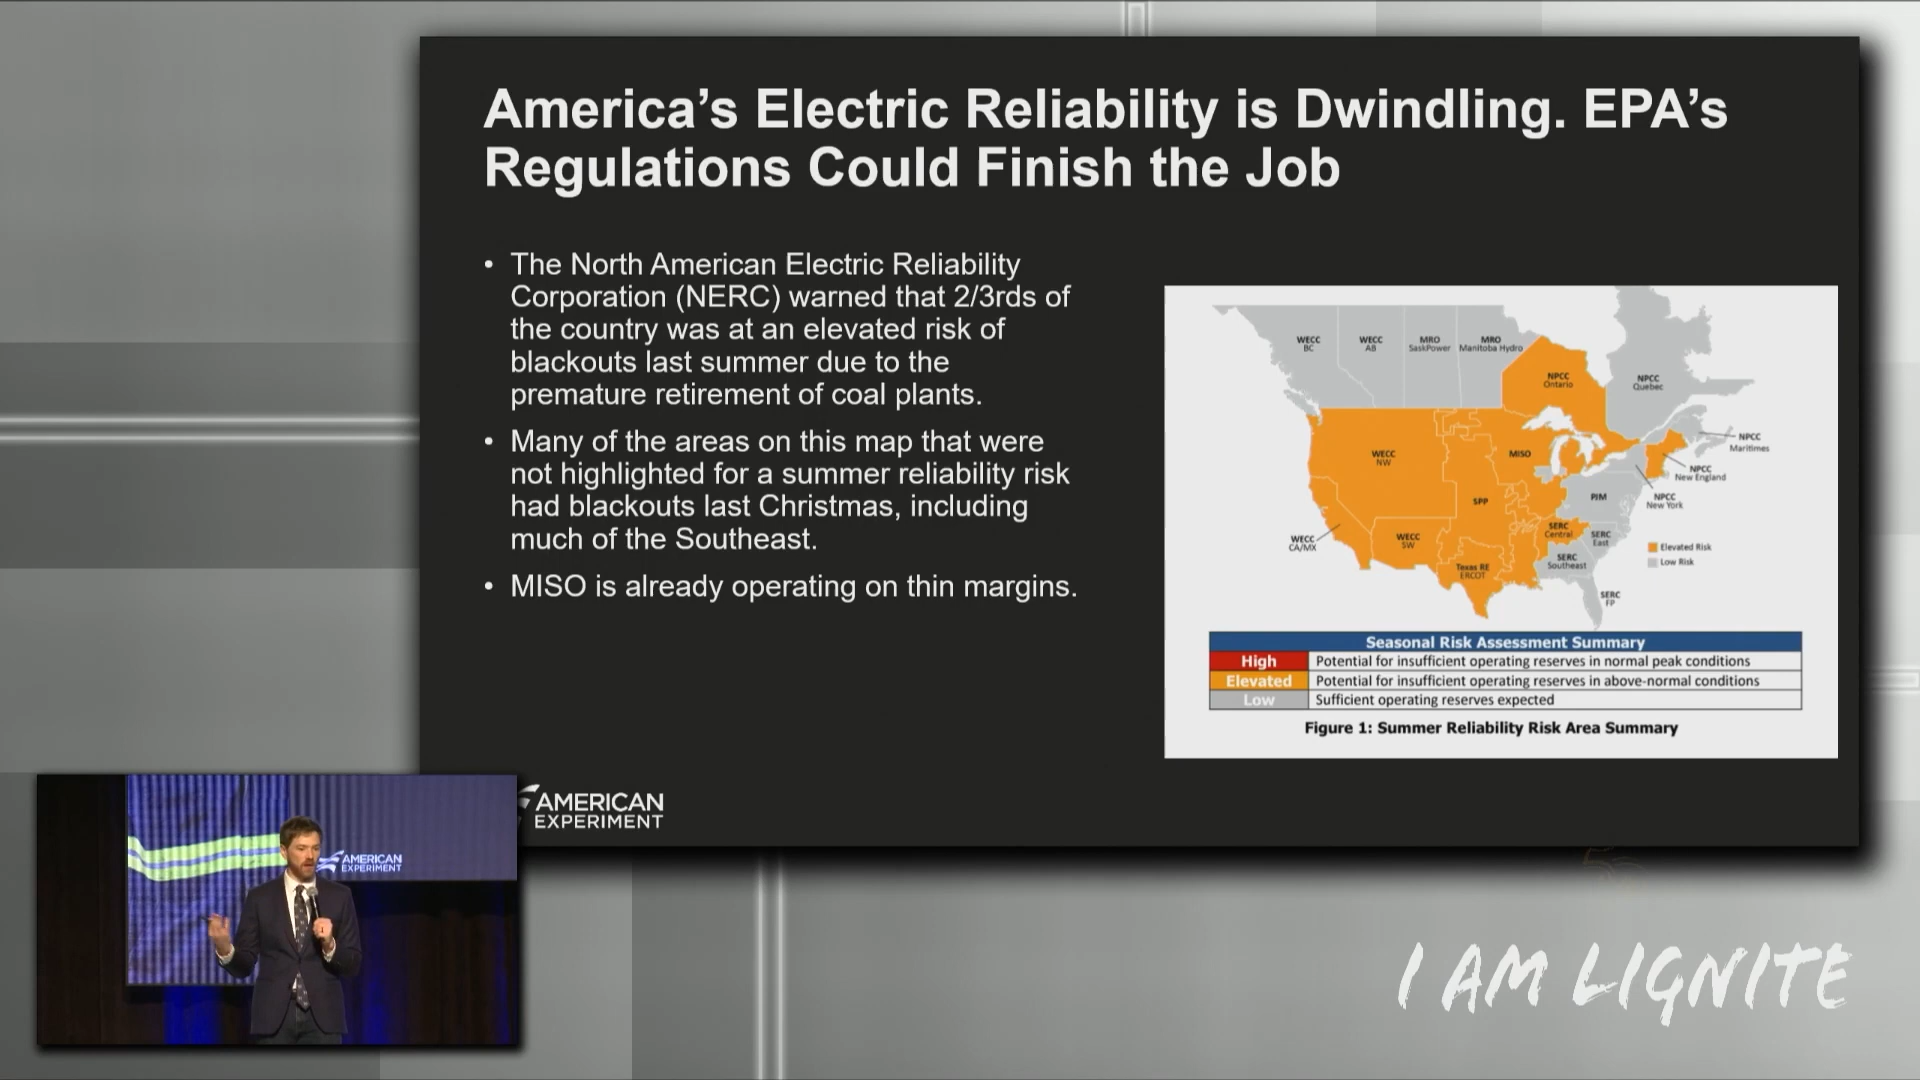 America’s Electric Reliability is Dwindling. EPA’s
Regulations Could Finish the Job
• The North American Electric Reliability
Corporation (NERC) warned that 2/3rds of
the country was at an elevated risk of
blackouts last summer due to the
premature retirement of coal plants.
• Many of the areas on this map that were
not highlighted for a summer reliability risk
had blackouts last Christmas, including
much of the Southeast.
• MISO is already operating on thin margins.
WECC
BC
WECC
AB
MRO
SaskPower
MRO
Manitoba Hydro
NPCC
Ontario
NPCC
Quebec
NPCC
Maritimes
WECC
NW
MISO
NPCC
New England
SPP
PJM
NPCC
New York
WECC
CA/MX
WECC
SW
SERC
Central
SERC
East
SERC
Southeast
Texas RE
ERCOT
SERC
FP
Elevated Risk
Low Risk
Seasonal Risk Assessment Summary
High Potential for insufficient operating reserves in normal peak conditions
Elevated Potential for insufficient operating reserves in above-normal conditions
Low Sufficient operating reserves expected
Figure 1: Summer Reliability Risk Area Summary
AMERICAN
EXPERIMENT
AMERICAN
EXPERIMENT
I AM LIGNITE